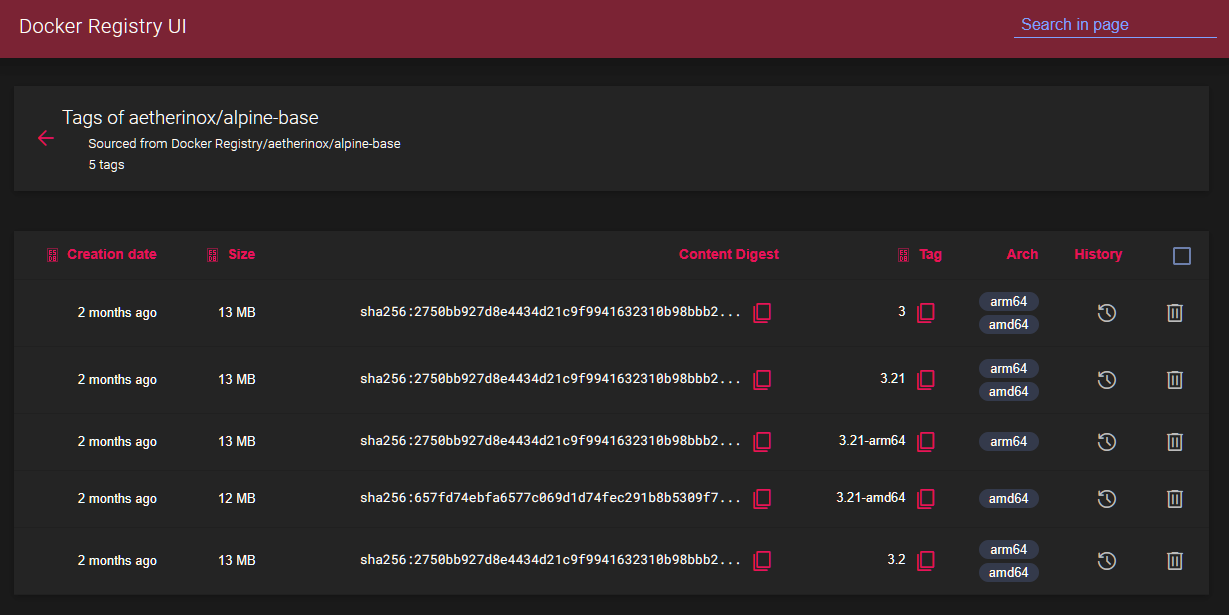 Docker Registry UI
Search in page
Tags of aetherinox/alpine-base
Sourced from Docker Registry/aetherinox/alpine-base
5 tags
Creation date Size Content Digest Tag Arch History
2 months ago 13 MB sha256:2750bb927d8e4434d21c9f9941632310b98bbb2... 3 arm64 amd64
2 months ago 13 MB sha256:2750bb927d8e4434d21c9f9941632310b98bbb2... 3.21 arm64 amd64
2 months ago 13 MB sha256:2750bb927d8e4434d21c9f9941632310b98bbb2... 3.21-arm64 arm64
2 months ago 12 MB sha256:657fd74ebfa6577c069d1d74fec291b8b5309f7... 3.21-amd64 amd64
2 months ago 13 MB sha256:2750bb927d8e4434d21c9f9941632310b98bbb2... 3.2 arm64 amd64